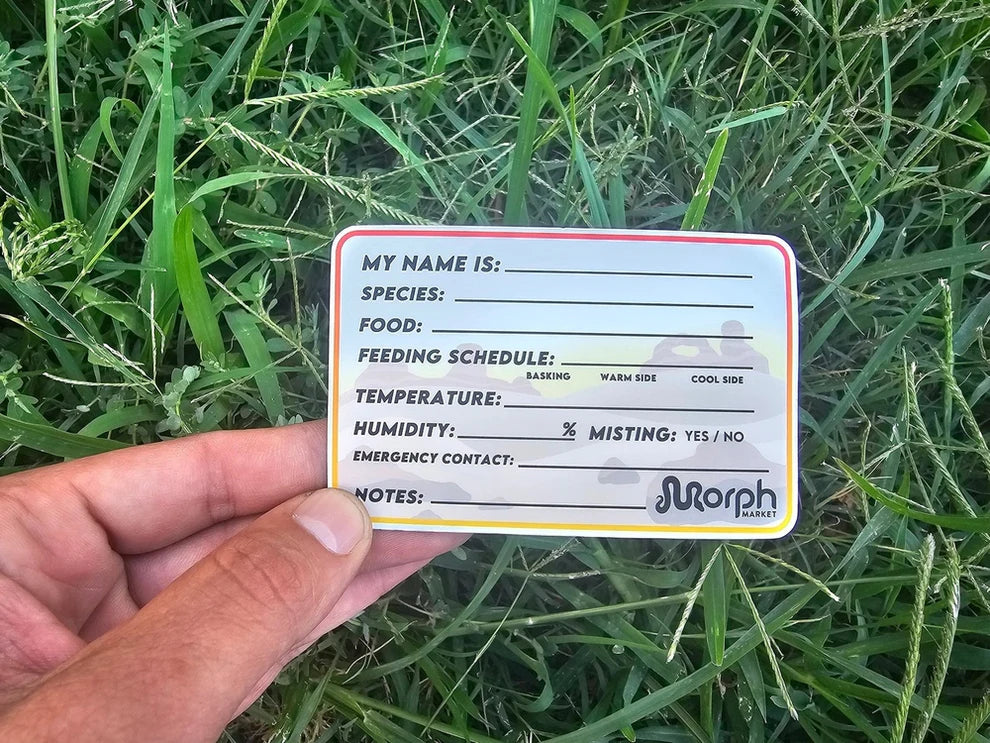 MY NAME IS:
SPECIES:
FOOD:
FEEDING SCHEDULE:
BASKING WARM SIDE COOL SIDE
TEMPERATURE:
HUMIDITY: % MISTING: YES / NO
EMERGENCY CONTACT:
NOTES:
Morph
MARKET